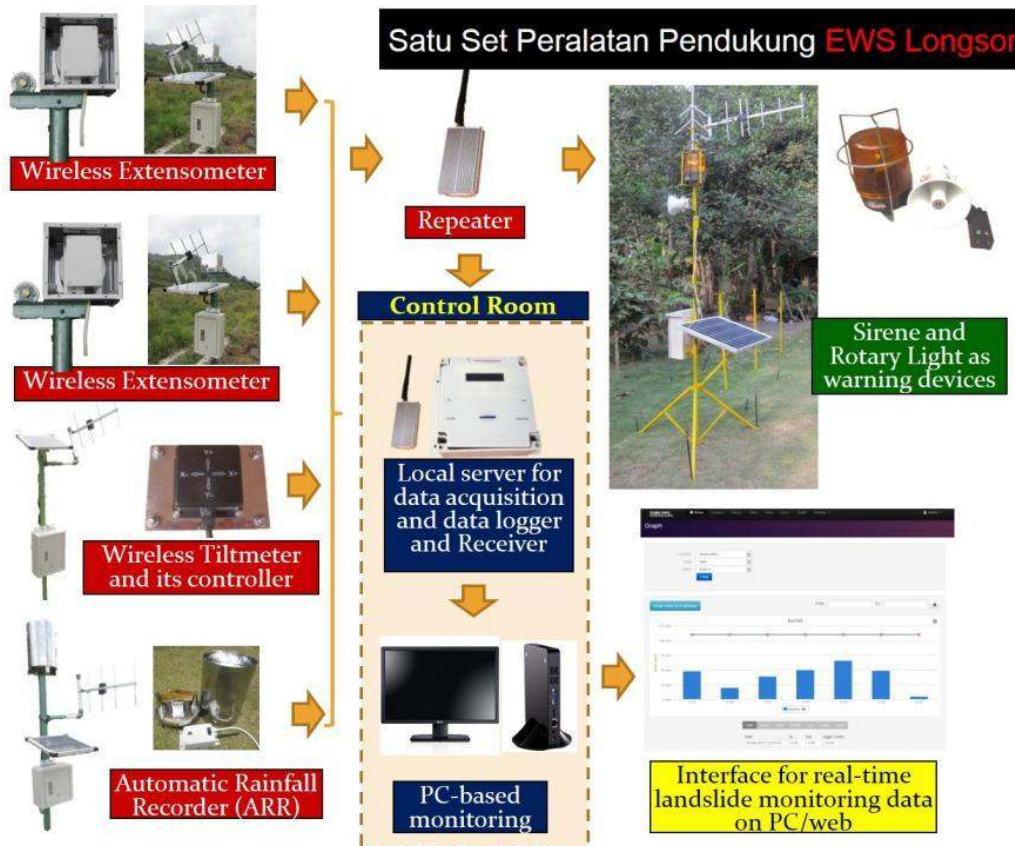 Satu Set Peralatan Pendukung EWS Longsor
Wireless Extensometer
Repeater
Wireless Extensometer
Control Room
Sirene and
Rotary Light as
warning devices
Y+
X- X+
Y-
Wireless Tiltmeter
and its controller
Local server for
data acquisition
and data logger
and Receiver
Graph
Rainfall
Automatic Rainfall
Recorder (ARR)
PC-based
monitoring
Interface for real-time
landslide monitoring data
on PC/web